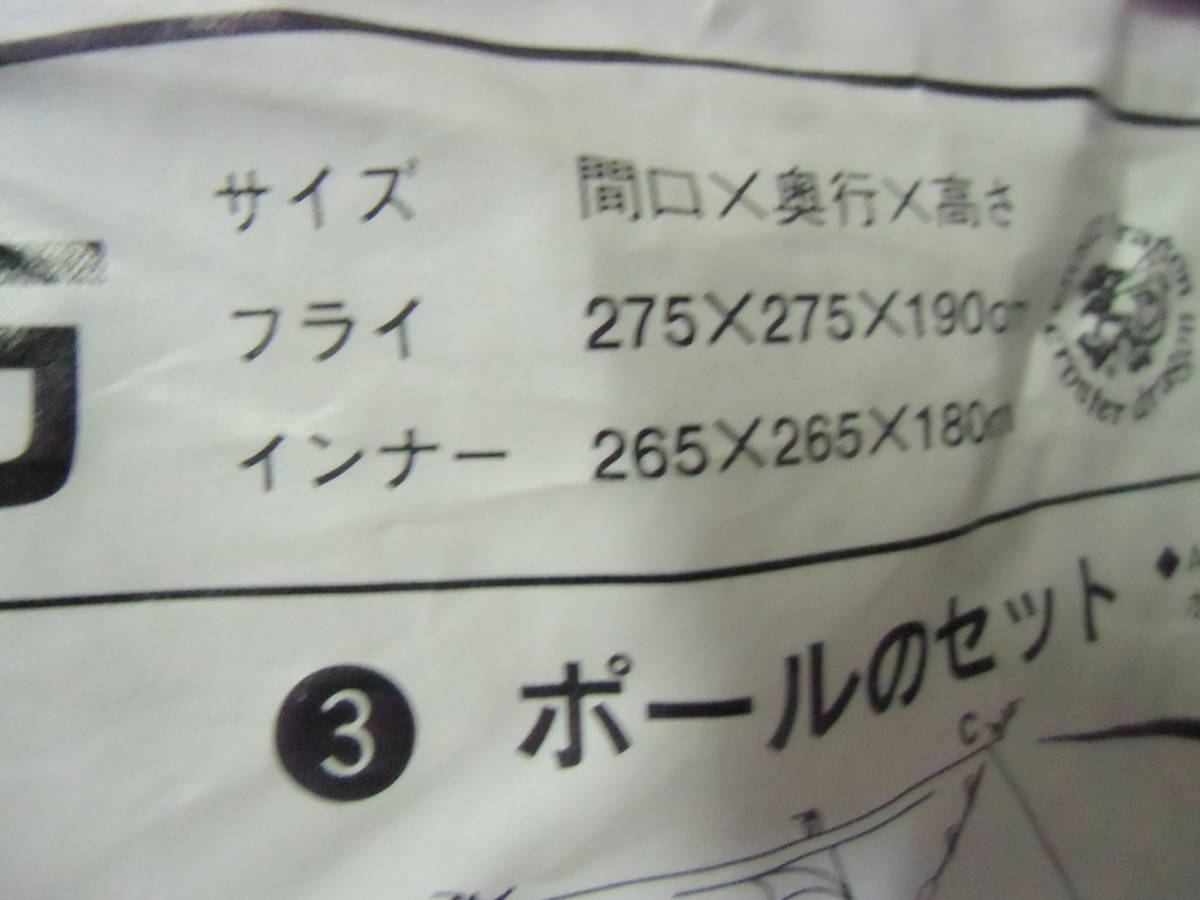 サイズ 間口×奥行×高さ
フライ 275×275×190cm
インナー 265×265×180cm
3 ポールのセット
C